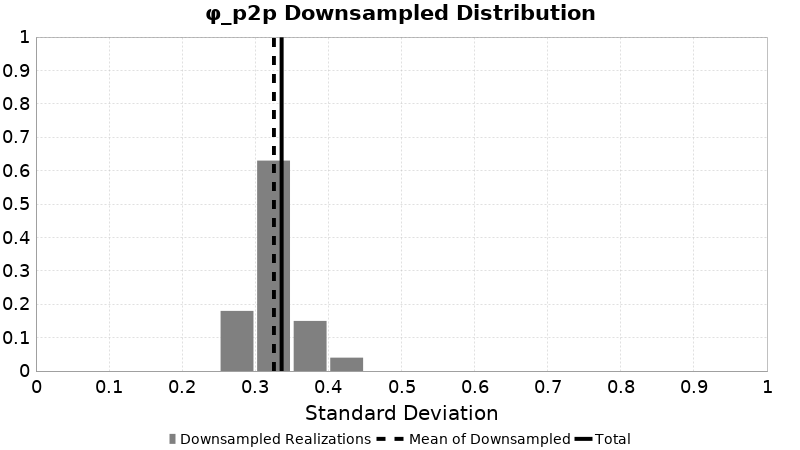 φ_p2p Downsampled Distribution
1
0.9
0.8
0.7
0.6
0.5
0.4
0.3
0.2
0.1
0
0 0.1 0.2 0.3 0.4 0.5 0.6 0.7 0.8 0.9 1
Standard Deviation
Downsampled Realizations Mean of Downsampled Total